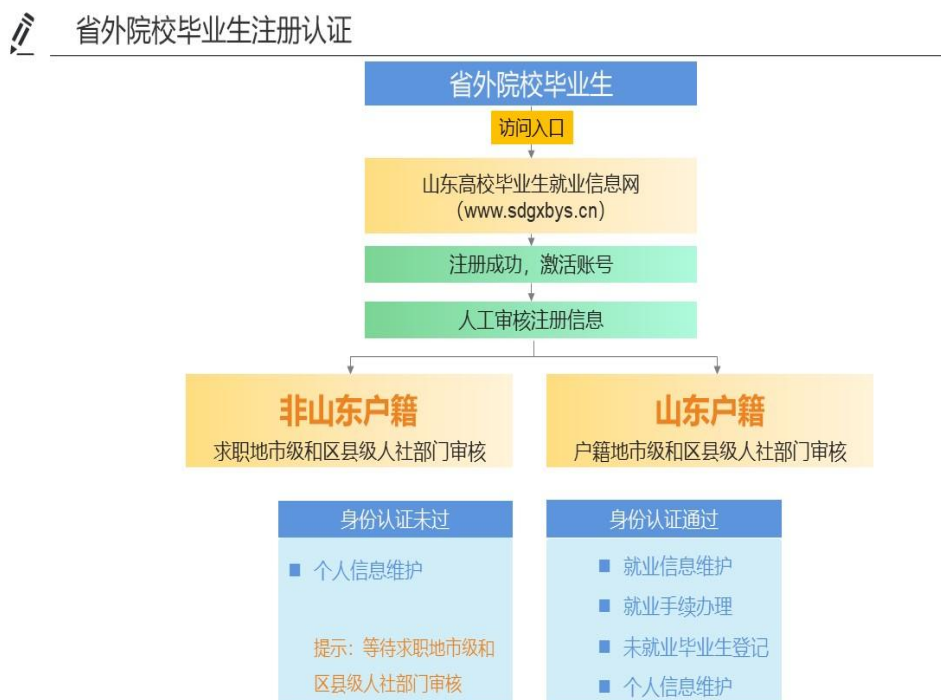 省外院校毕业生注册认证
省外院校毕业生
访问入口
山东高校毕业生就业信息网
（www.sdgxbys.cn）
注册成功，激活账号
人工审核注册信息
非山东户籍
求职地市级和区县级人社部门审核
山东户籍
户籍地市级和区县级人社部门审核
身份认证未过
个人信息维护
提示：等待求职地市级和
区县级人社部门审核
身份认证通过
就业信息维护
就业手续办理
未就业毕业生登记
个人信息维护